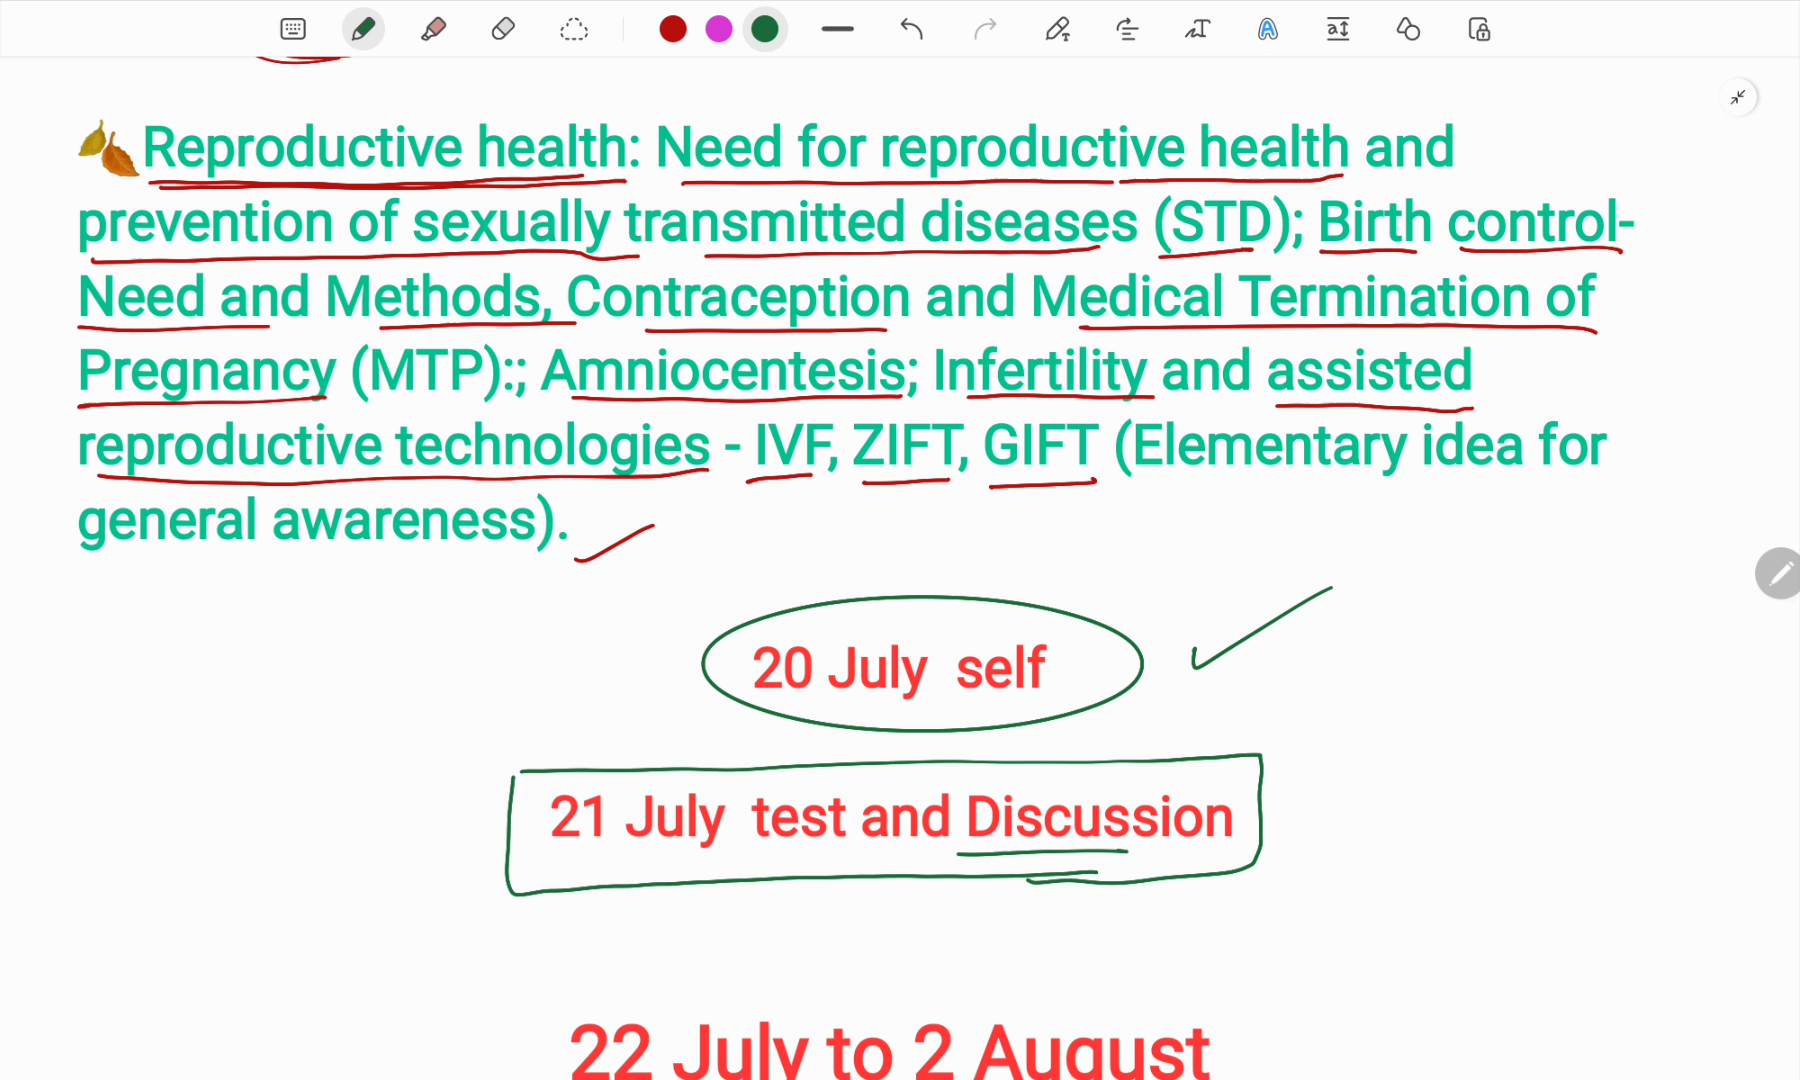 Reproductive health: Need for reproductive health and
prevention of sexually transmitted diseases (STD); Birth control-
Need and Methods, Contraception and Medical Termination of
Pregnancy (MTP):; Amniocentesis; Infertility and assisted
reproductive technologies - IVF, ZIFT, GIFT (Elementary idea for
general awareness).
20 July self
21 July test and Discussion
22 July to 2 August